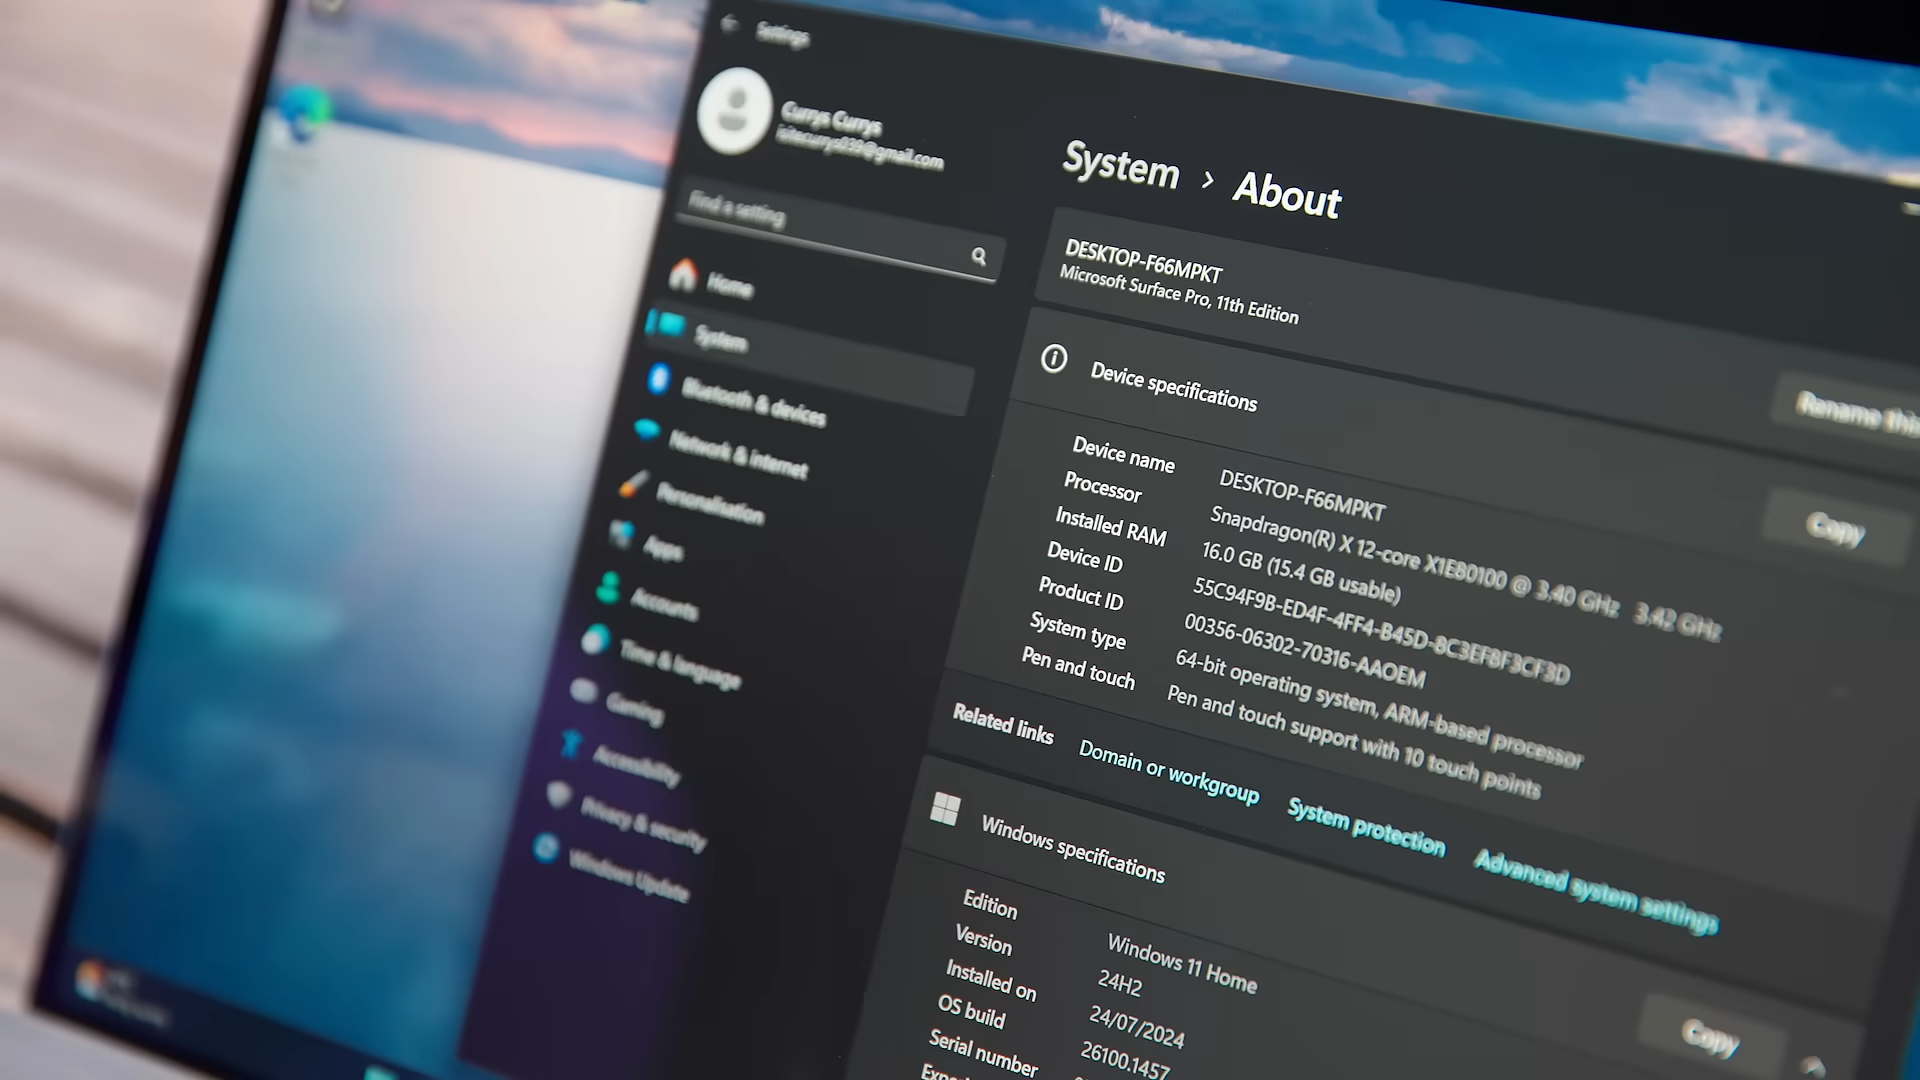 Settings
Currys Currys
Find a setting
Home
System
Bluetooth & devices
Network & internet
Personalisation
Apps
Accounts
Time & language
Gaming
Accessibility
Privacy & security
Windows Update
System > About
DESKTOP-F66MPKT
Microsoft Surface Pro, 11th Edition
Rename this
Device specifications
Copy
Device name DESKTOP-F66MPKT
Processor Snapdragon(R) X 12-core X1E80100 @ 3.40 GHz 3.42 GHz
Installed RAM 16.0 GB (15.4 GB usable)
Device ID 55C94F9B-ED4F-4FF4-B45D-8C3EF8F3CF3D
Product ID 00356-06302-70316-AAOEM
System type 64-bit operating system, ARM-based processor
Pen and touch Pen and touch support with 10 touch points
Related links Domain or workgroup System protection Advanced system settings
Windows specifications
Copy
Edition Windows 11 Home
Version 24H2
Installed on 24/07/2024
OS build 26100.1457
Serial number